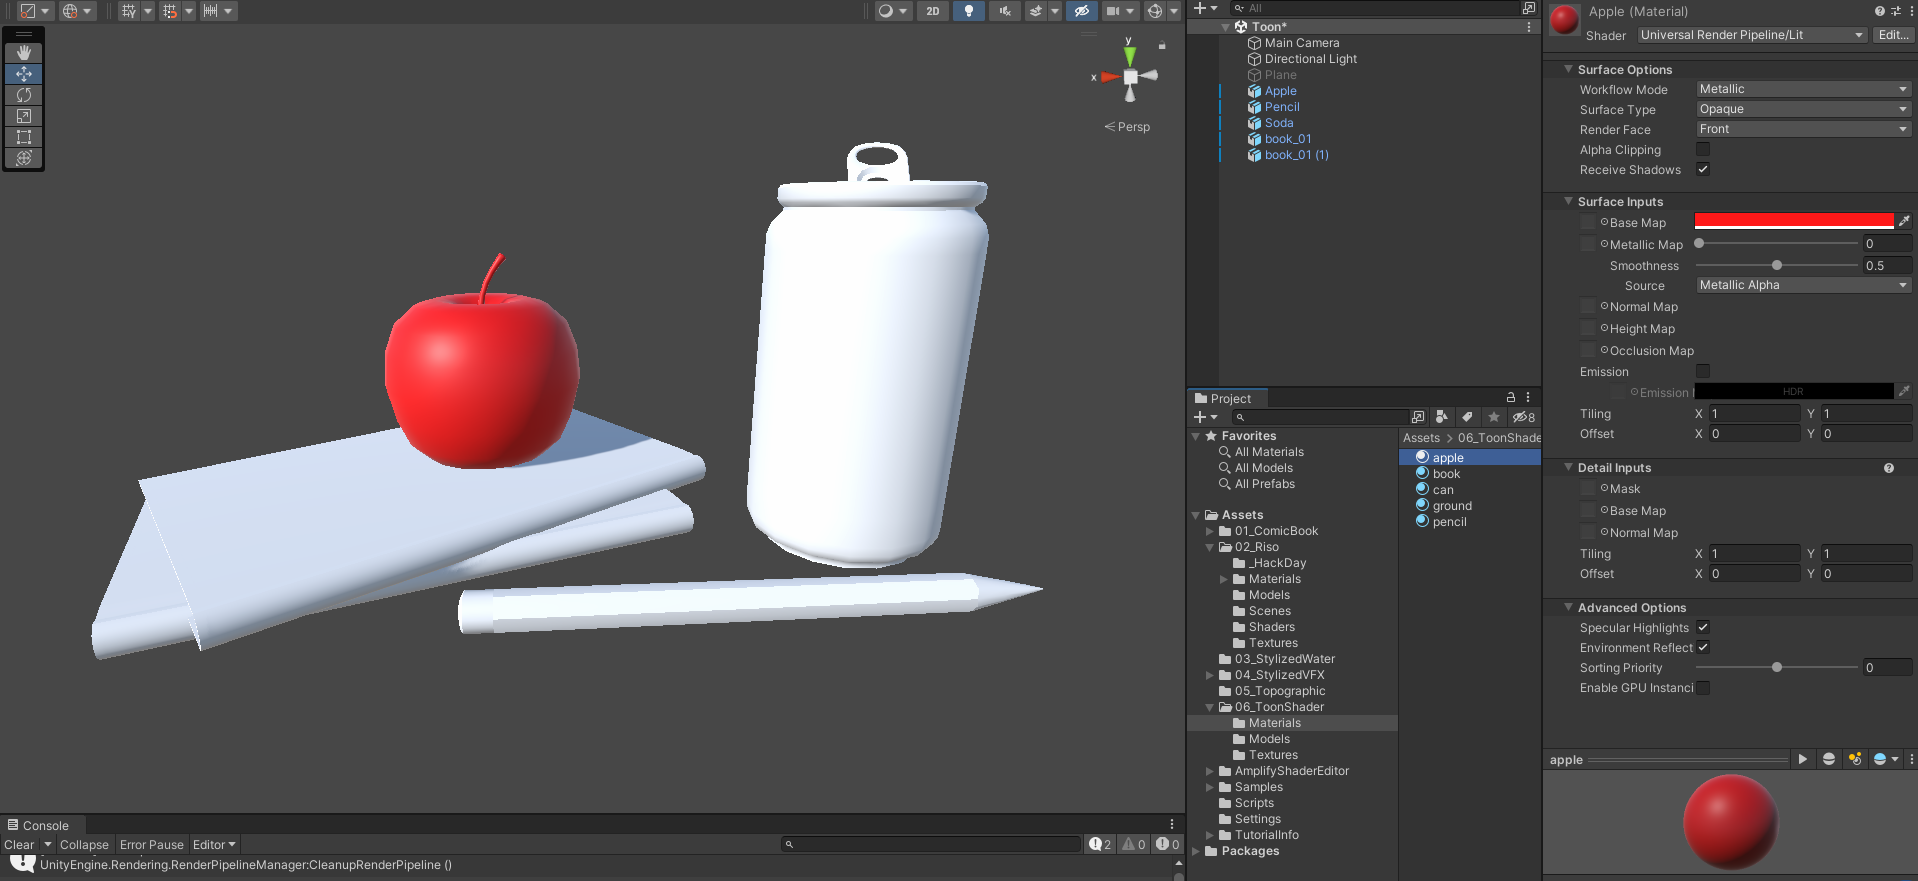 2D
All
Toon*
Main Camera
Directional Light
Plane
Apple
Pencil
Soda
book_01
book_01 (1)
y
x
Persp
Apple (Material)
Shader
Universal Render Pipeline/Lit
Edit...
Surface Options
Workflow Mode Metallic
Surface Type Opaque
Render Face Front
Alpha Clipping
Receive Shadows
Surface Inputs
Base Map
Metallic Map 0
Smoothness 0.5
Source Metallic Alpha
Normal Map
Height Map
Occlusion Map
Emission
Emission HDR
Tiling X 1 Y 1
Offset X 0 Y 0
Detail Inputs
Mask
Base Map
Normal Map
Tiling X 1 Y 1
Offset X 0 Y 0
Advanced Options
Specular Highlights
Environment Reflect
Sorting Priority 0
Enable GPU Instanci
apple
Project
8
Favorites
All Materials
All Models
All Prefabs
Assets
01_ComicBook
02_Riso
_HackDay
Materials
Models
Scenes
Shaders
Textures
03_StylizedWater
04_StylizedVFX
05_Topographic
06_ToonShader
Materials
Models
Textures
AmplifyShaderEditor
Samples
Scripts
Settings
TutorialInfo
Packages
Assets > 06_ToonShade
apple
book
can
ground
pencil
Console
Clear Collapse Error Pause Editor 2 0 0
UnityEngine.Rendering.RenderPipelineManager:CleanupRenderPipeline ()